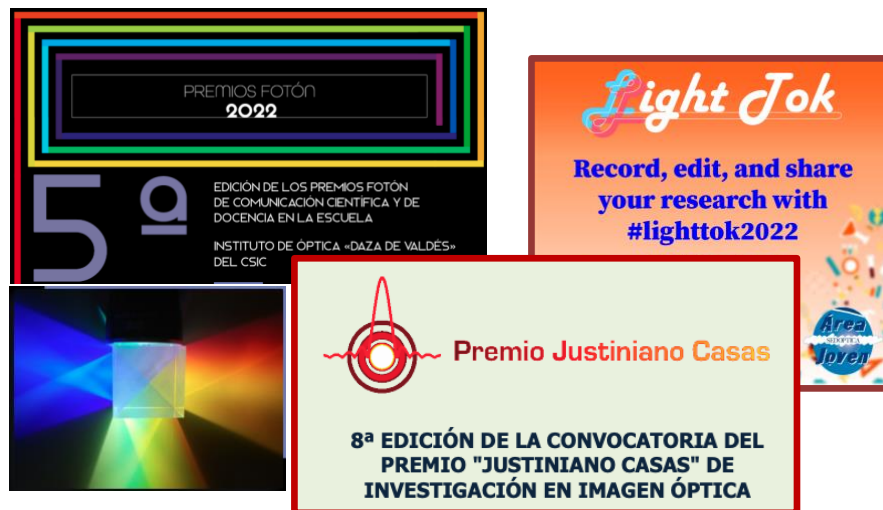 PREMIOS FOTÓN
2022
5ª
EDICIÓN DE LOS PREMIOS FOTÓN
DE COMUNICACIÓN CIENTÍFICA Y DE
DOCENCIA EN LA ESCUELA
INSTITUTO DE ÓPTICA «DAZA DE VALDÉS»
DEL CSIC
Light Tok
Record, edit, and share
your research with
#lighttok2022
Área
SEDOPTICA
Joven
Premio Justiniano Casas
8ª EDICIÓN DE LA CONVOCATORIA DEL
PREMIO "JUSTINIANO CASAS" DE
INVESTIGACIÓN EN IMAGEN ÓPTICA